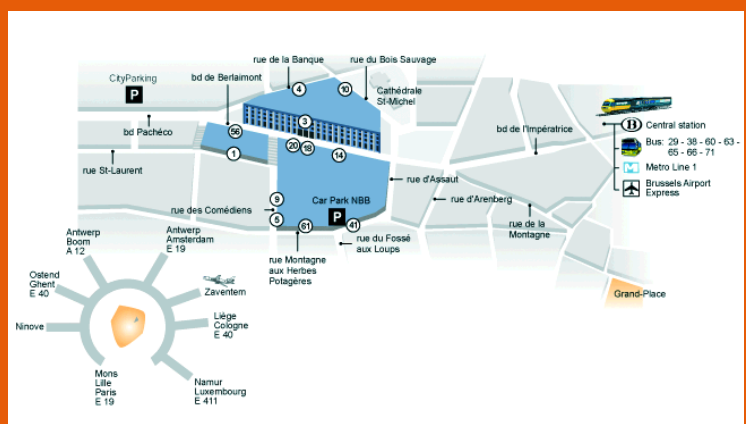 rue de la Banque
rue du Bois Sauvage
CityParking
P
bd de Berlaimont
4
10
Cathédrale
St-Michel
3
56
bd Pachéco
20
18
14
1
rue St-Laurent
bd de l'Impératrice
B
Central station
Bus: 29 - 38 - 60 - 63 -
65 - 66 - 71
M
Metro Line 1
Brussels Airport
Express
rue d'Assaut
rue d'Arenberg
rue de la
Montagne
Car Park NBB
P
9
5
61
41
rue des Comédiens
rue Montagne
aux Herbes
Potagères
rue du Fossé
aux Loups
Grand-Place
Antwerp
Boom
A 12
Antwerp
Amsterdam
E 19
Ostend
Ghent
E 40
Zaventem
Ninove
Liége
Cologne
E 40
Mons
Lille
Paris
E 19
Namur
Luxembourg
E 411